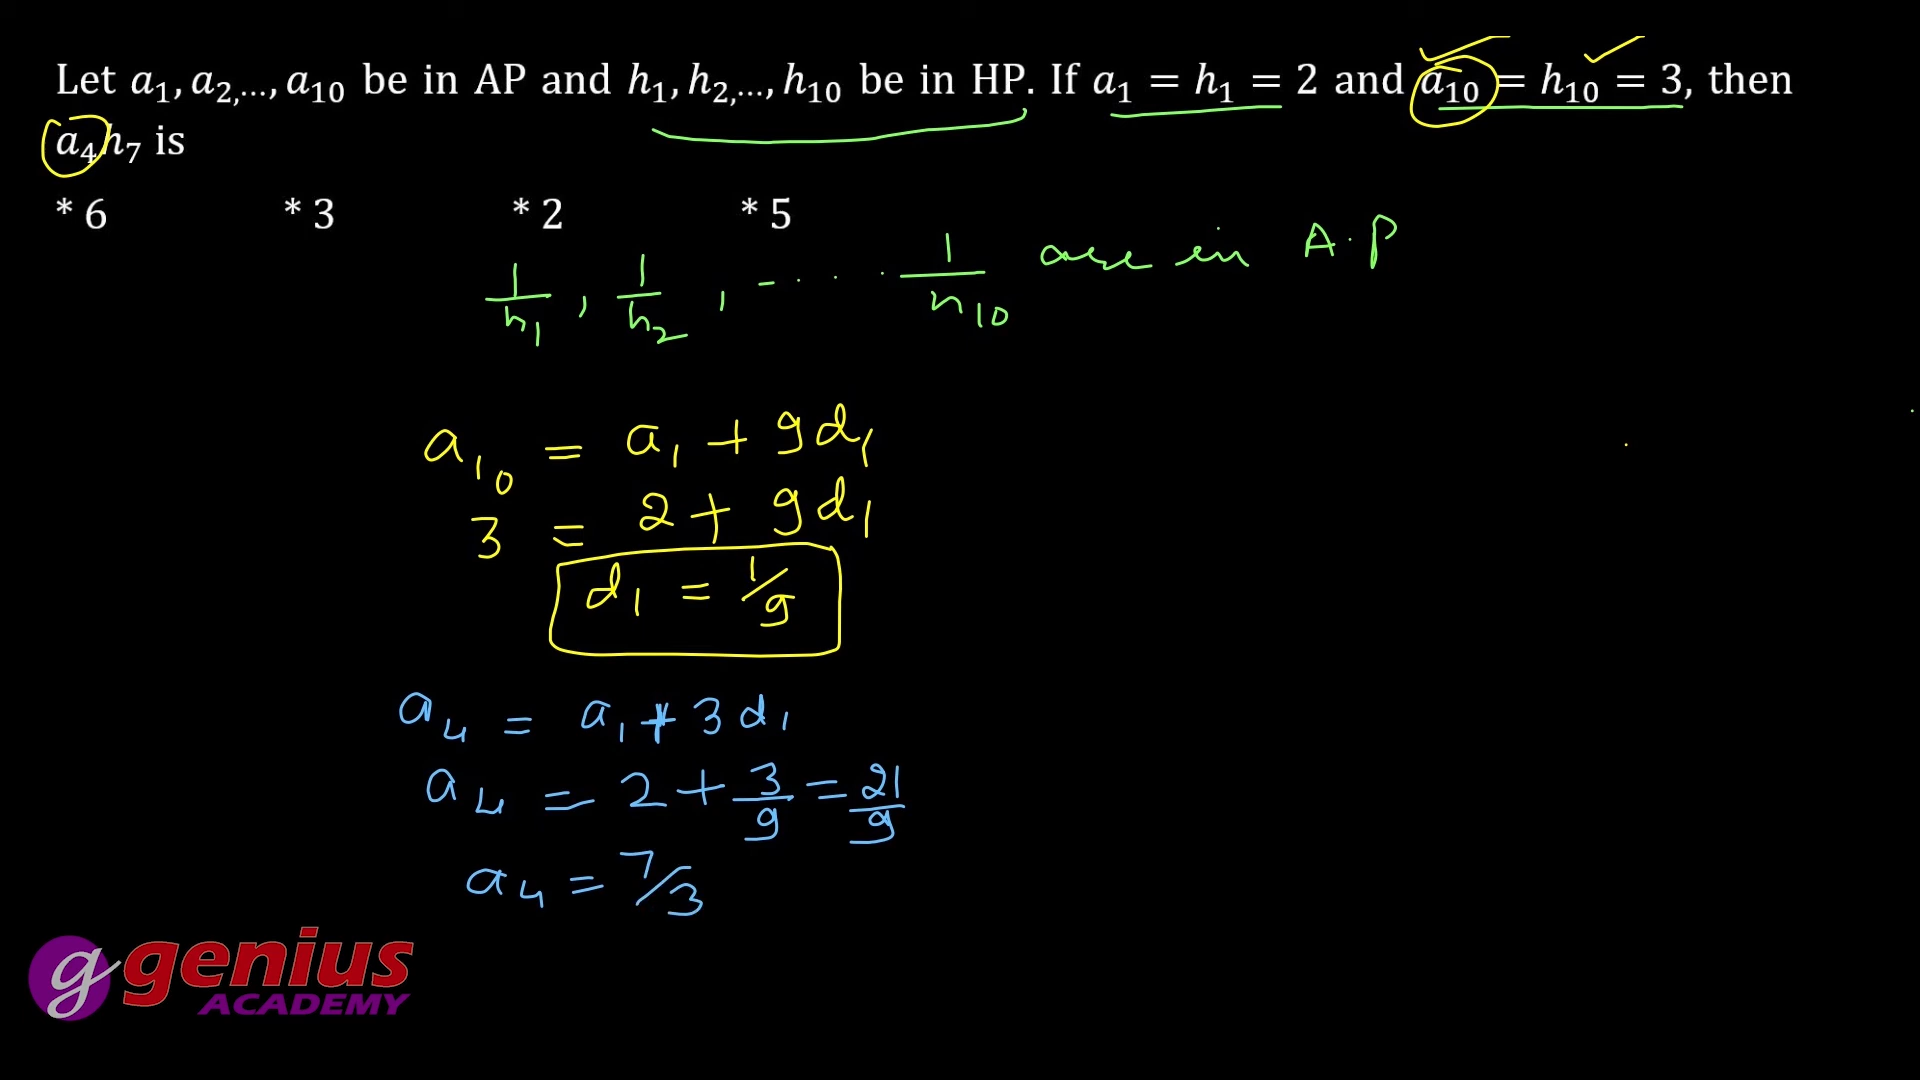 Let a₁, a₂,..., a₁₀ be in AP and h₁, h₂,..., h₁₀ be in HP. If a₁ = h₁ = 2 and a₁₀ = h₁₀ = 3, then
a₄h₇ is
* 6 * 3 * 2 * 5
1/h₁, 1/h₂, - . . . 1/h₁₀ are in A.P
a₁₀ = a₁ + 9d₁
3 = 2 + 9d₁
d₁ = 1/9
a₄ = a₁ + 3d₁
a₄ = 2 + 3/9 = 21/9
a₄ = 7/3
g genius
ACADEMY